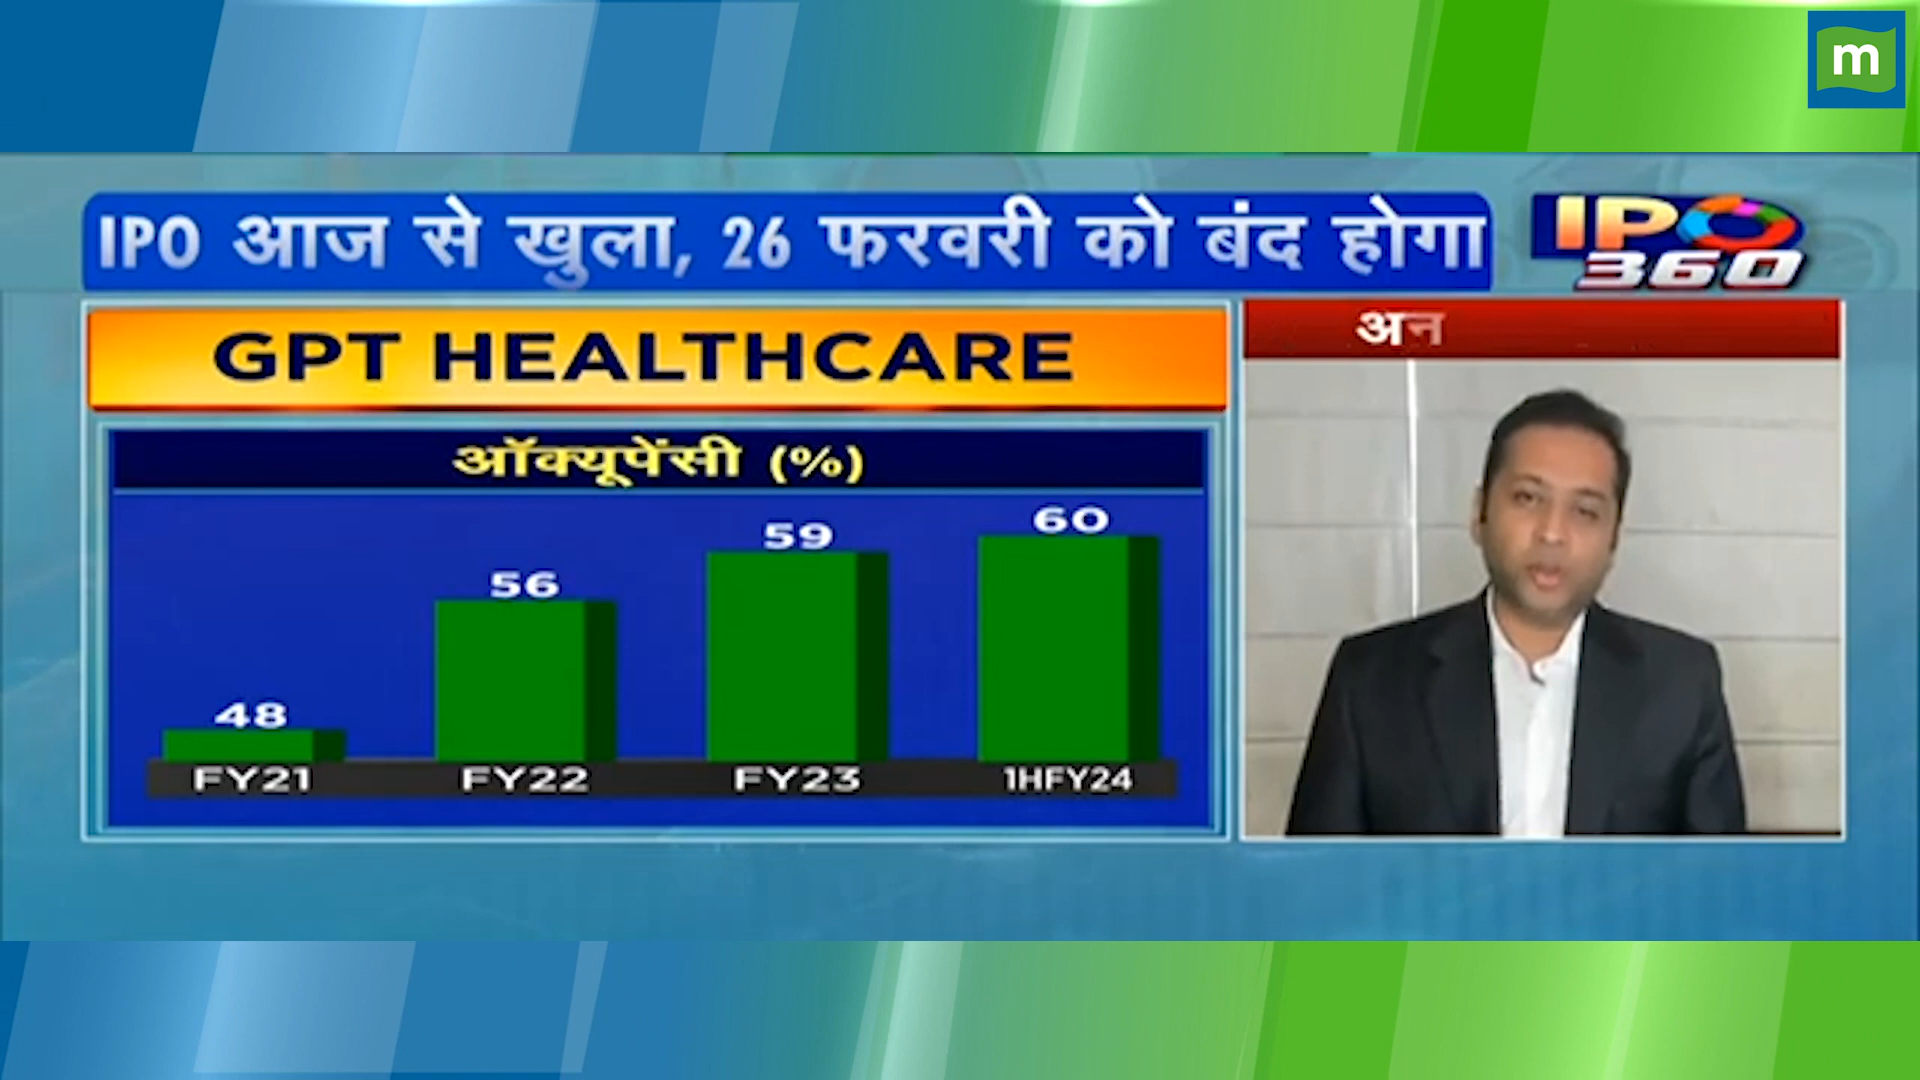 m
IPO आज से खुला, 26 फरवरी को बंद होगा
IPO
360
GPT HEALTHCARE
अन
ऑक्यूपेंसी (%)
48
56
59
60
FY21
FY22
FY23
1HFY24